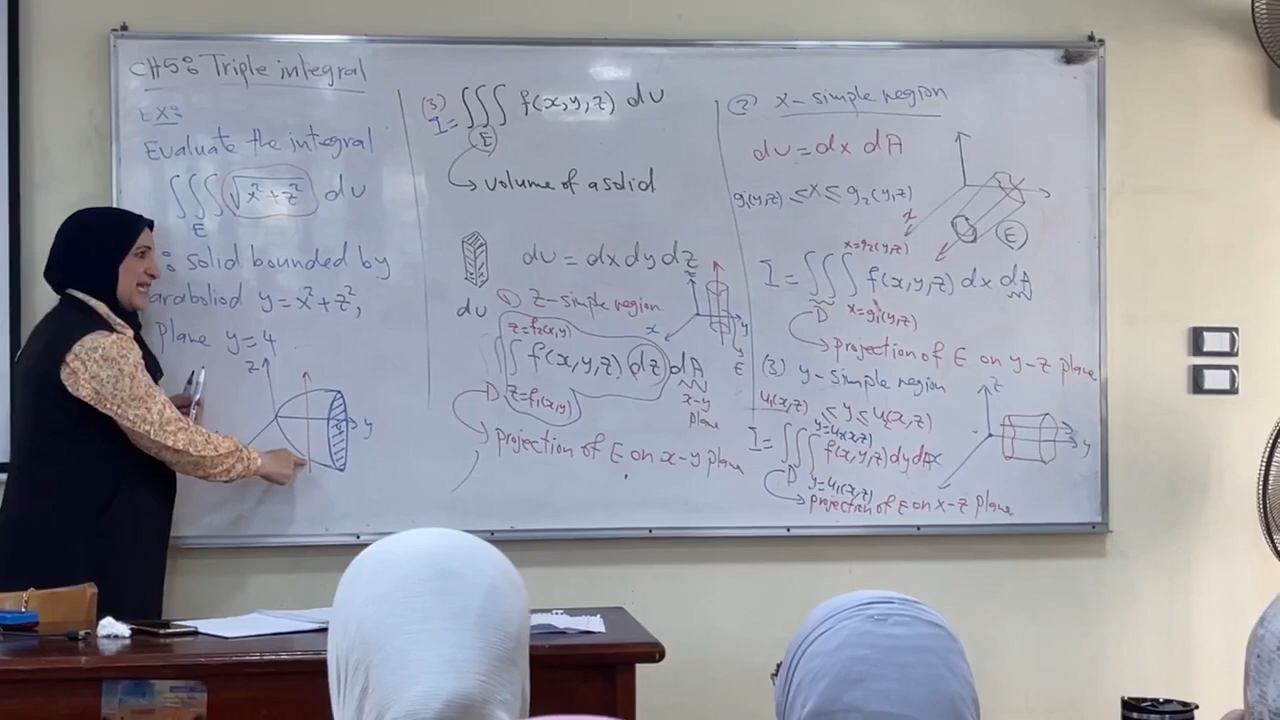 CH5: Triple integral
EX:
Evaluate the integral
∫∫∫ √x²+z² dv
E
: solid bounded by
araboliod y=x²+z²,
Plane y=4
z
y
(3)
I=∫∫∫ f(x,y,z) dv
E
volume of a solid
dv
dv = dx dy dz
① z-simple region
z
x
y
E
z=f₂(x,y)
∫∫∫ f(x,y,z) dz dA
D z=f₁(x,y)
x-y
plane
projection of E on x-y plane
② x-simple region
dv = dx dA
g₁(y,z) ≤ x ≤ g₂(y,z)
x
E
x=g₂(y,z)
I = ∫∫∫ f(x,y,z) dx dA
D x=g₁(y,z)
projection of E on y-z plane
(3) y-simple region
u₁(x,z) ≤ y ≤ u₂(x,z)
z
y
I = ∫∫∫ f(x,y,z) dy
D y=u₁(x,z)
projection of E on x-z plane